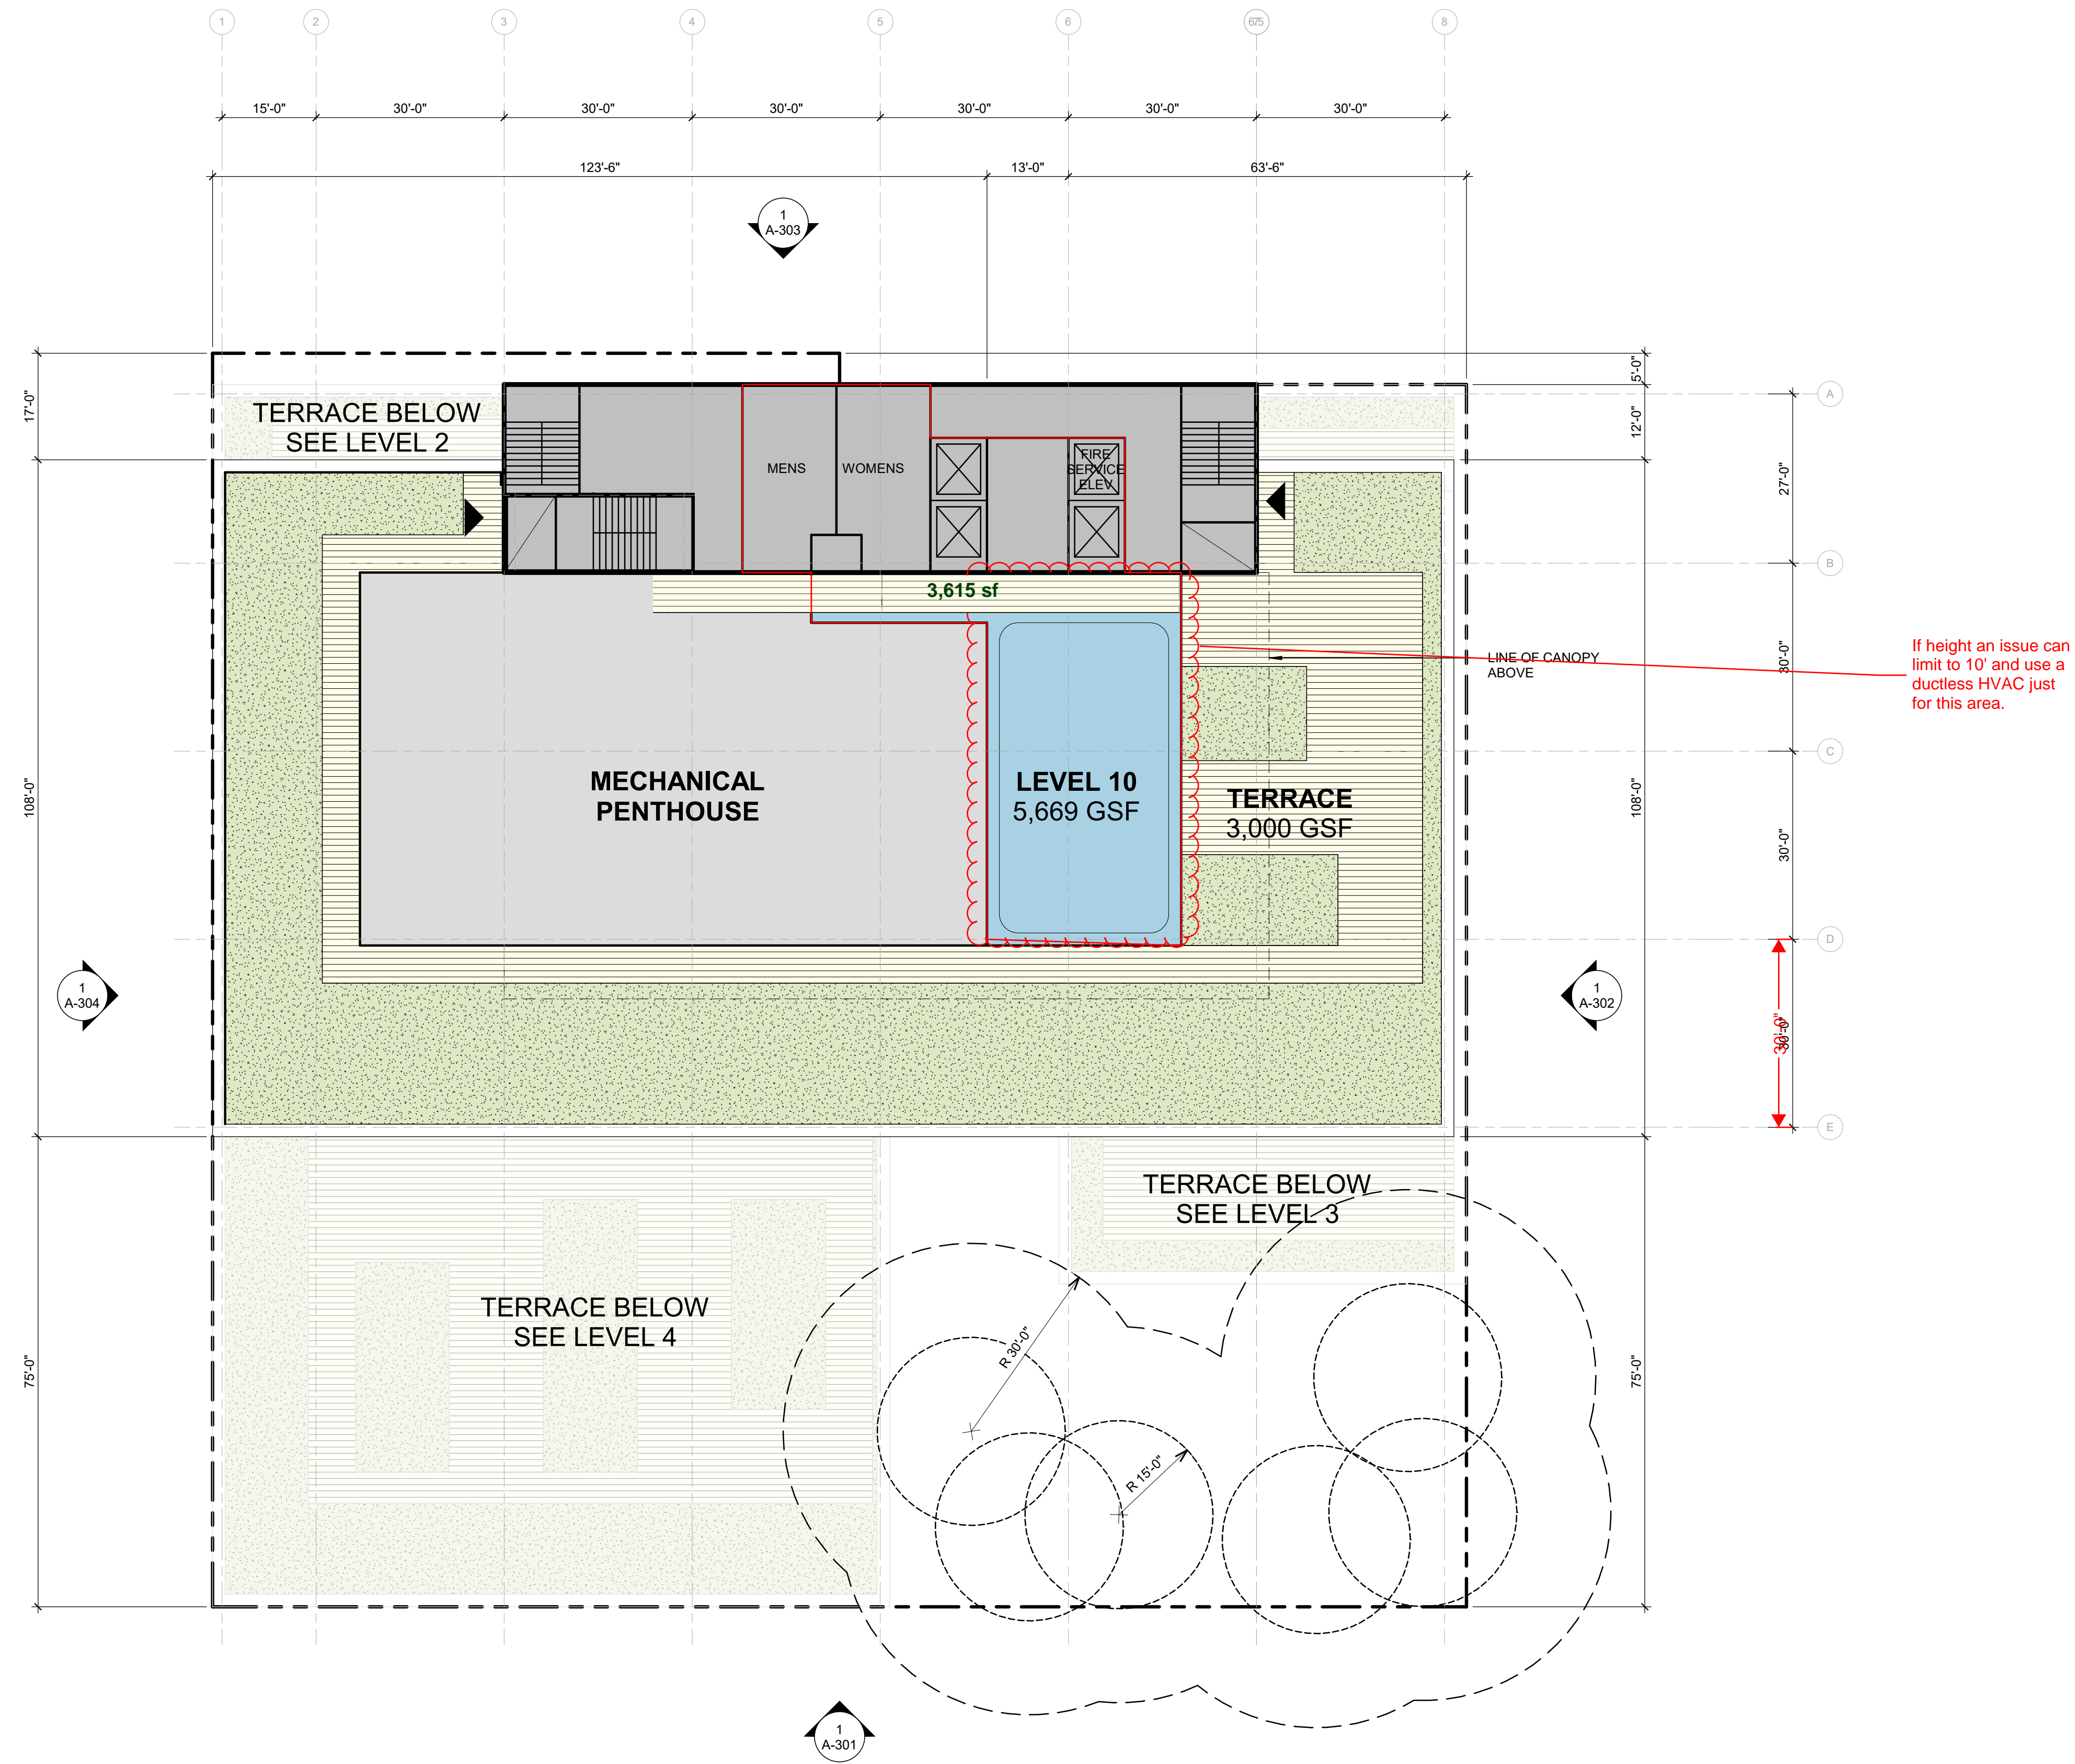 1
2
3
4
5
6
8
15'-0"
30'-0"
30'-0"
30'-0"
30'-0"
30'-0"
30'-0"
123'-6"
13'-0"
63'-6"
1
A-303
17'-0"
5'-0"
12'-0"
A
TERRACE BELOW
SEE LEVEL 2
MENS
WOMENS
FIRE
SERVICE
ELEV
27'-0"
B
3,615 sf
LINE OF CANOPY
ABOVE
30'-0"
If height an issue can
limit to 10' and use a
ductless HVAC just
for this area.
C
MECHANICAL
PENTHOUSE
LEVEL 10
5,669 GSF
TERRACE
3,000 GSF
108'-0"
108'-0"
30'-0"
D
1
A-304
1
A-302
30'-0"
30'-0"
E
TERRACE BELOW
SEE LEVEL 3
TERRACE BELOW
SEE LEVEL 4
R 30'-0"
R 15'-0"
75'-0"
75'-0"
1
A-301